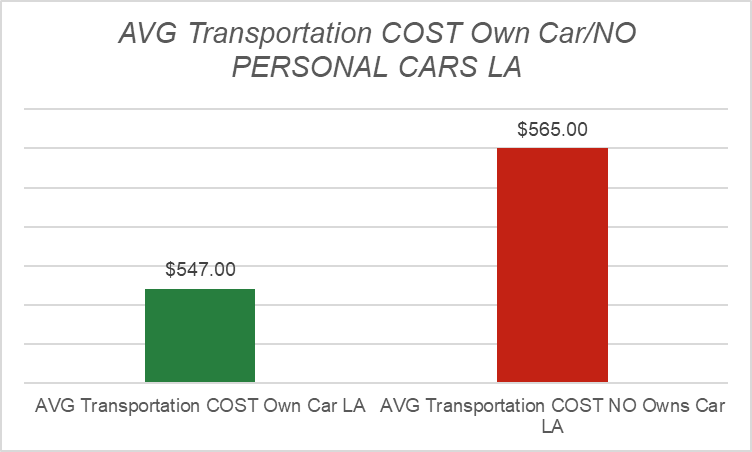 AVG Transportation COST Own Car/NO
PERSONAL CARS LA
$565.00
$547.00
AVG Transportation COST Own Car LA
AVG Transportation COST NO Owns Car
LA